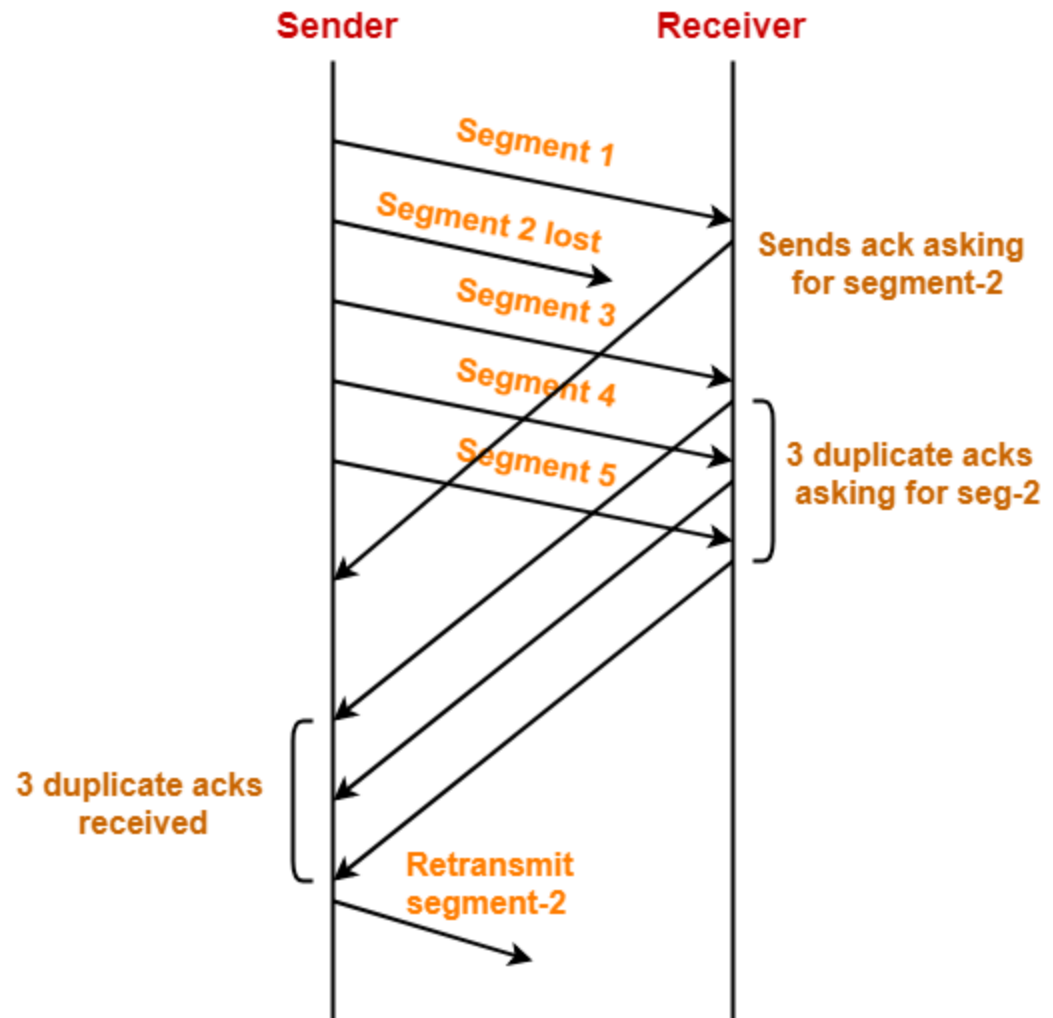 Sender
Receiver
Segment 1
Segment 2 lost
Sends ack asking
for segment-2
Segment 3
Segment 4
Segment 5
3 duplicate acks
asking for seg-2
3 duplicate acks
received
Retransmit
segment-2